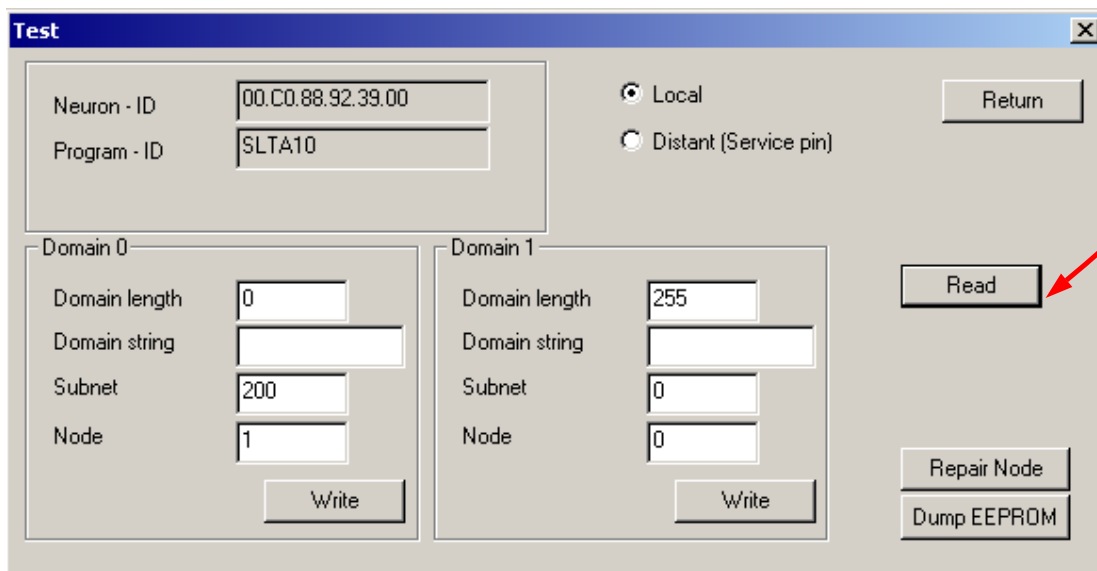 Test
Neuron - ID 00.C0.88.92.39.00
Program - ID SLTA10
Local
Distant (Service pin)
Return
Domain 0
Domain length 0
Domain string
Subnet 200
Node 1
Write
Domain 1
Domain length 255
Domain string
Subnet 0
Node 0
Write
Read
Repair Node
Dump EEPROM